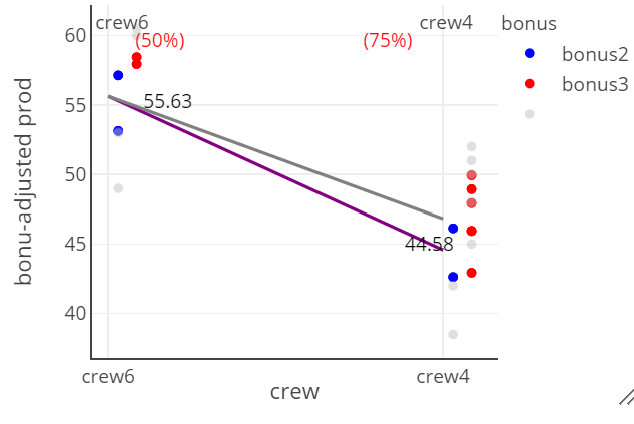 crew6
crew4
bonus
(50%)
(75%)
bonus2
bonus3
60
55
50
45
40
55.63
44.58
bonu-adjusted prod
crew6
crew4
crew